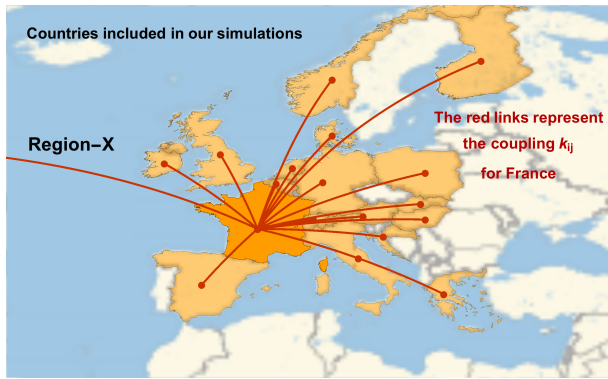 Countries included in our simulations
The red links represent
the coupling kij
for France
Region–X